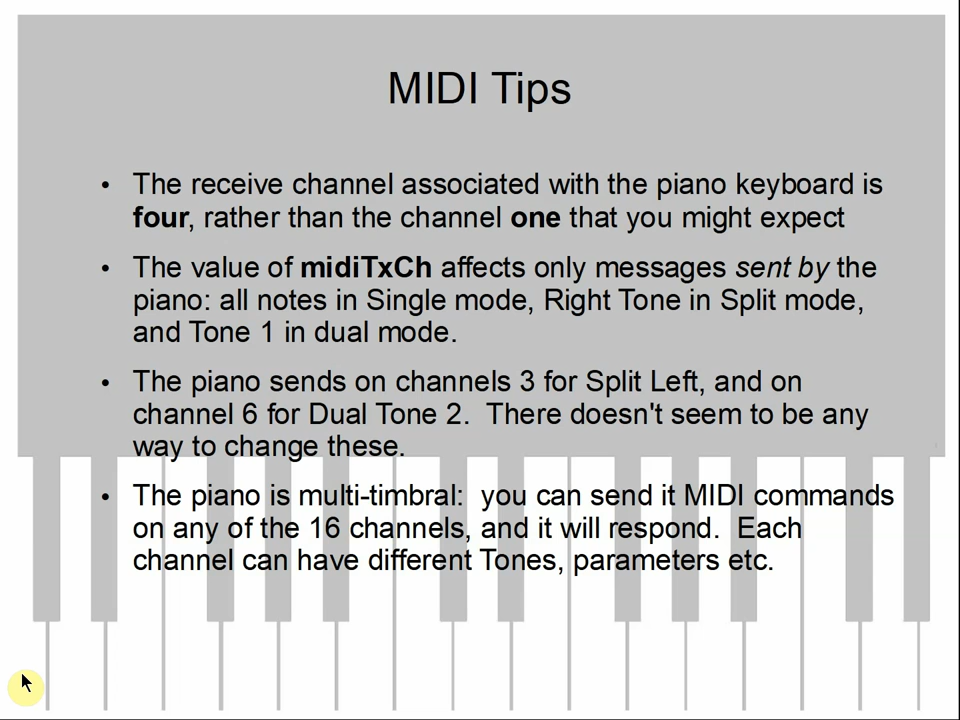 MIDI Tips
• The receive channel associated with the piano keyboard is
four, rather than the channel one that you might expect
• The value of midiTxCh affects only messages sent by the
piano: all notes in Single mode, Right Tone in Split mode,
and Tone 1 in dual mode.
• The piano sends on channels 3 for Split Left, and on
channel 6 for Dual Tone 2.  There doesn't seem to be any
way to change these.
• The piano is multi-timbral:  you can send it MIDI commands
on any of the 16 channels, and it will respond.  Each
channel can have different Tones, parameters etc.